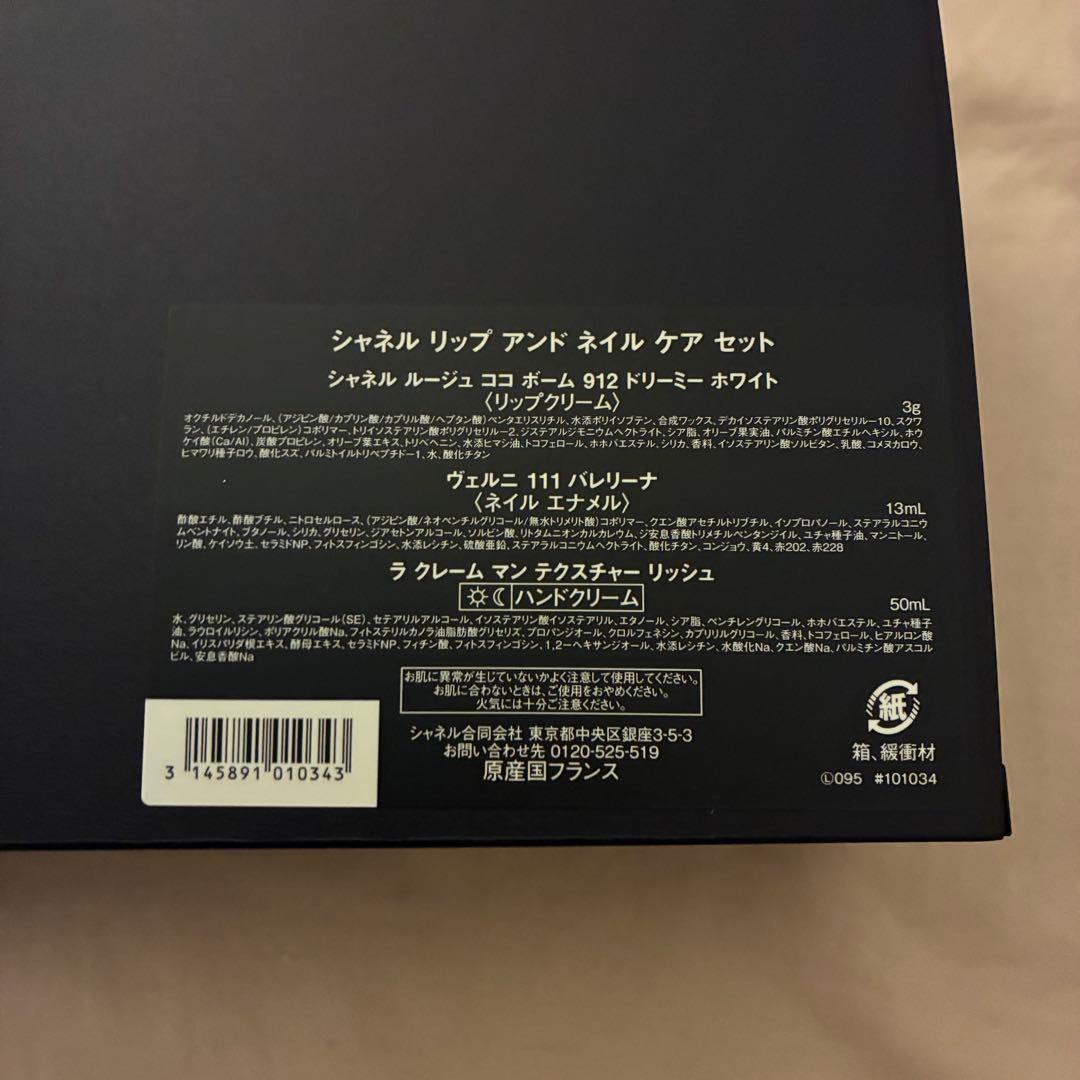 シャネル リップ アンド ネイル ケア セット
シャネル ルージュ ココ ボーム 912 ドリーミー ホワイト
〈リップクリーム〉 3g
オクチルドデカノール、(アジピン酸/カプリン酸/カプリル酸/ヘプタン酸)ペンタエリスリチル、水添ポリイソブテン、合成ワックス、デカイソステアリン酸ポリグリセリル-10、スクワ
ラン、(エチレン/プロピレン)コポリマー、トリイソステアリン酸ポリグリセリル-2、ジステアルジモニウムヘクトライト、シア脂、オリーブ果実油、パルミチン酸エチルヘキシル、ホウ
ケイ酸(Ca/Al)、炭酸プロピレン、オリーブ葉エキス、トリベヘニン、水添ヒマシ油、トコフェロール、ホホバエステル、シリカ、香料、イソステアリン酸ソルビタン、乳酸、コメヌカロウ、
ヒマワリ種子ロウ、酸化スズ、パルミトイルトリペプチド-1、水、酸化チタン
ヴェルニ 111 バレリーナ
〈ネイル エナメル〉 13mL
酢酸エチル、酢酸ブチル、ニトロセルロース、(アジピン酸/ネオペンチルグリコール/無水トリメリト酸)コポリマー、クエン酸アセチルトリブチル、イソプロパノール、ステアラルコニウ
ムベントナイト、ブタノール、シリカ、グリセリン、ジアセトンアルコール、ソルビン酸、リトタムニオンカルカレウム、ジ安息香酸トリメチルペンタンジイル、ユチャ種子油、マンニトール、
リン酸、ケイソウ土、セラミドNP、フィトスフィンゴシン、水添レシチン、硫酸亜鉛、ステアラルコニウムヘクトライト、酸化チタン、コンジョウ、黄4、赤202、赤228
ラ クレーム マン テクスチャー リッシュ
ハンドクリーム 50mL
水、グリセリン、ステアリン酸グリコール(SE)、セテアリルアルコール、イソステアリン酸イソステアリル、エタノール、シア脂、ペンチレングリコール、ホホバエステル、ユチャ種子
油、ラウロイルリシン、ポリアクリル酸Na、フィトステリルカノラ油脂肪酸グリセリズ、プロパンジオール、クロルフェネシン、カプリリルグリコール、香料、トコフェロール、ヒアルロン酸
Na、イリスパリダ根エキス、酵母エキス、セラミドNP、フィチン酸、フィトスフィンゴシン、1,2-ヘキサンジオール、水添レシチン、水酸化Na、クエン酸Na、パルミチン酸アスコル
ビル、安息香酸Na
お肌に異常が生じていないかよく注意して使用してください。
お肌に合わないときは、ご使用をおやめください。
火気には十分ご注意ください。
シャネル合同会社 東京都中央区銀座3-5-3
お問い合わせ先 0120-525-519
原産国フランス
3 145891 010343
紙
箱、緩衝材
Ⓛ095 #101034